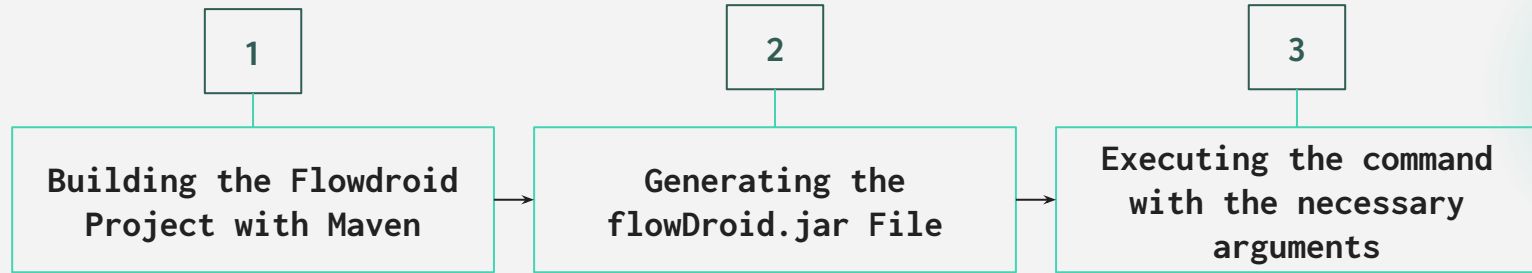 1
Building the Flowdroid
Project with Maven
2
Generating the
flowDroid.jar File
3
Executing the command
with the necessary
arguments